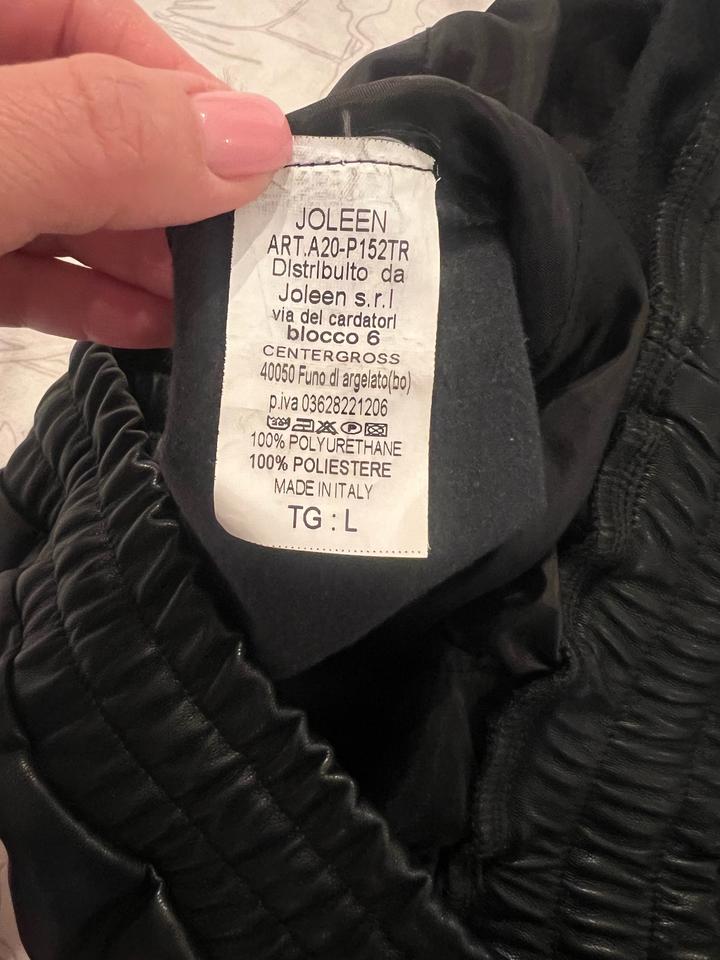 JOLEEN
ART.A20-P152TR
Distribuito da
Joleen s.r.l
via dei cardatori
blocco 6
CENTERGROSS
40050 Funo di argelato(bo)
p.iva 03628221206
100% POLYURETHANE
100% POLIESTERE
MADE IN ITALY
TG : L